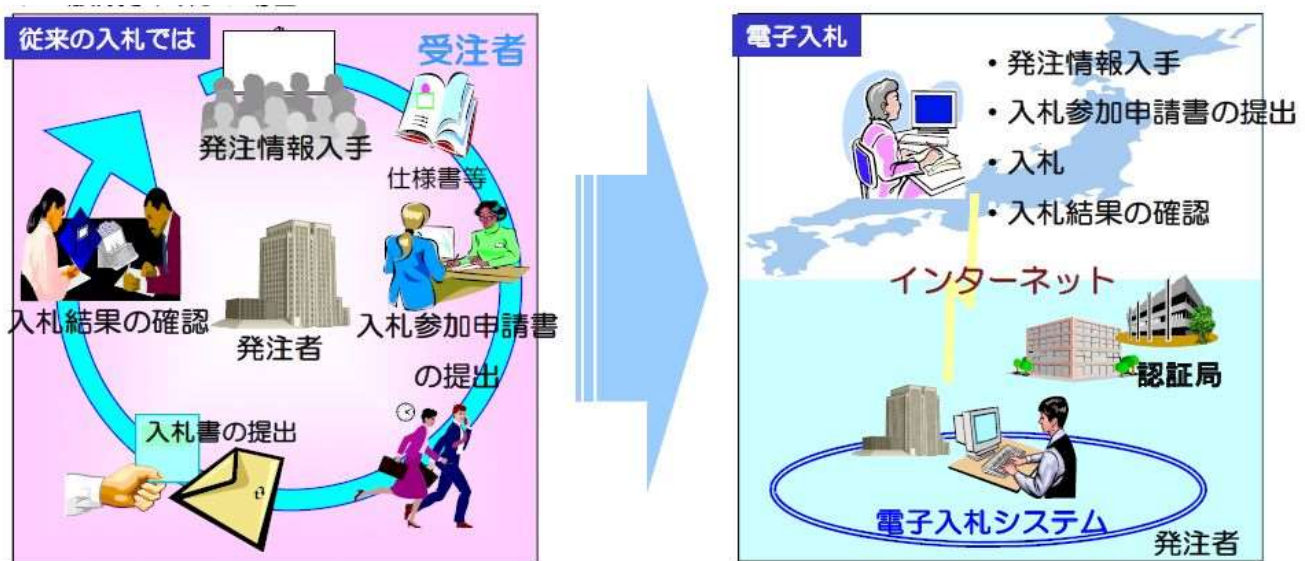 従来の入札では
受注者
発注情報入手
仕様書等
入札参加申請書
の提出
発注者
入札結果の確認
入札書の提出
電子入札
・発注情報入手
・入札参加申請書の提出
・入札
・入札結果の確認
インターネット
認証局
電子入札システム
発注者